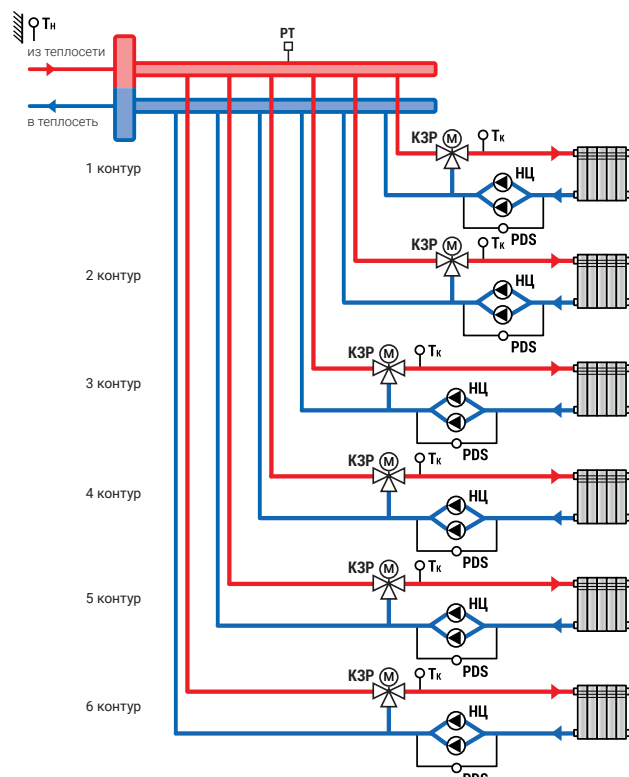 Tн
из теплосети
PT
в теплосеть
1 контур
КЗР M Tк
НЦ
PDS
2 контур
КЗР M Tк
НЦ
PDS
3 контур
КЗР M Tк
НЦ
PDS
4 контур
КЗР M Tк
НЦ
PDS
5 контур
КЗР M Tк
НЦ
PDS
6 контур
КЗР M Tк
НЦ
PDS